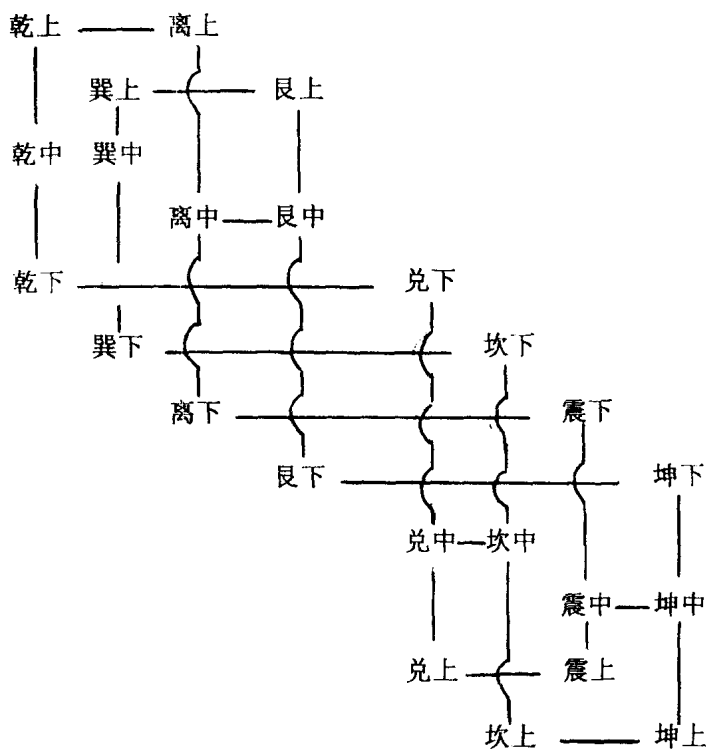 乾上 离上
巽上 艮上
乾中 巽中
离中 艮中
乾下 兑下
巽下 坎下
离下 震下
艮下 坤下
兑中 坎中
震中 坤中
兑上 震上
坎上 坤上